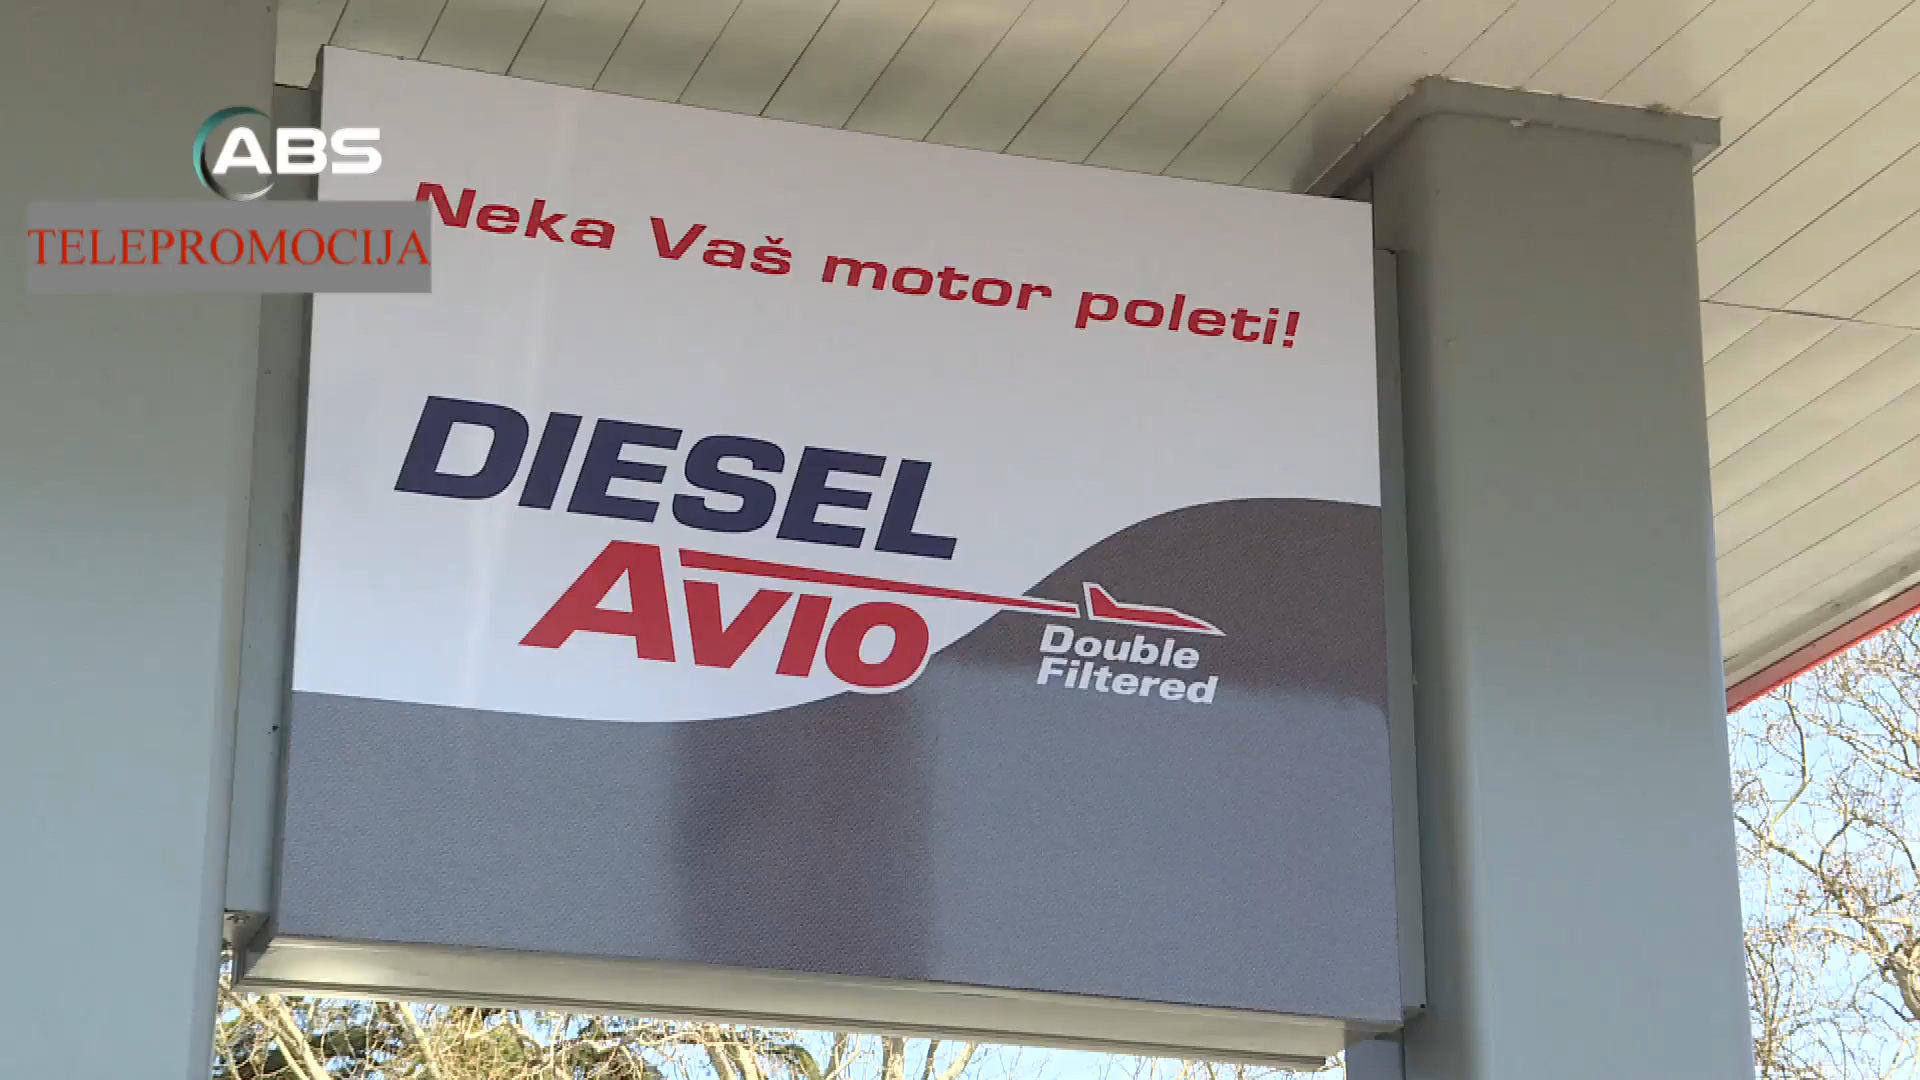 ABS
TELEPROMOCIJA
Neka Vaš motor poleti!
DIESEL
AVIO
Double
Filtered